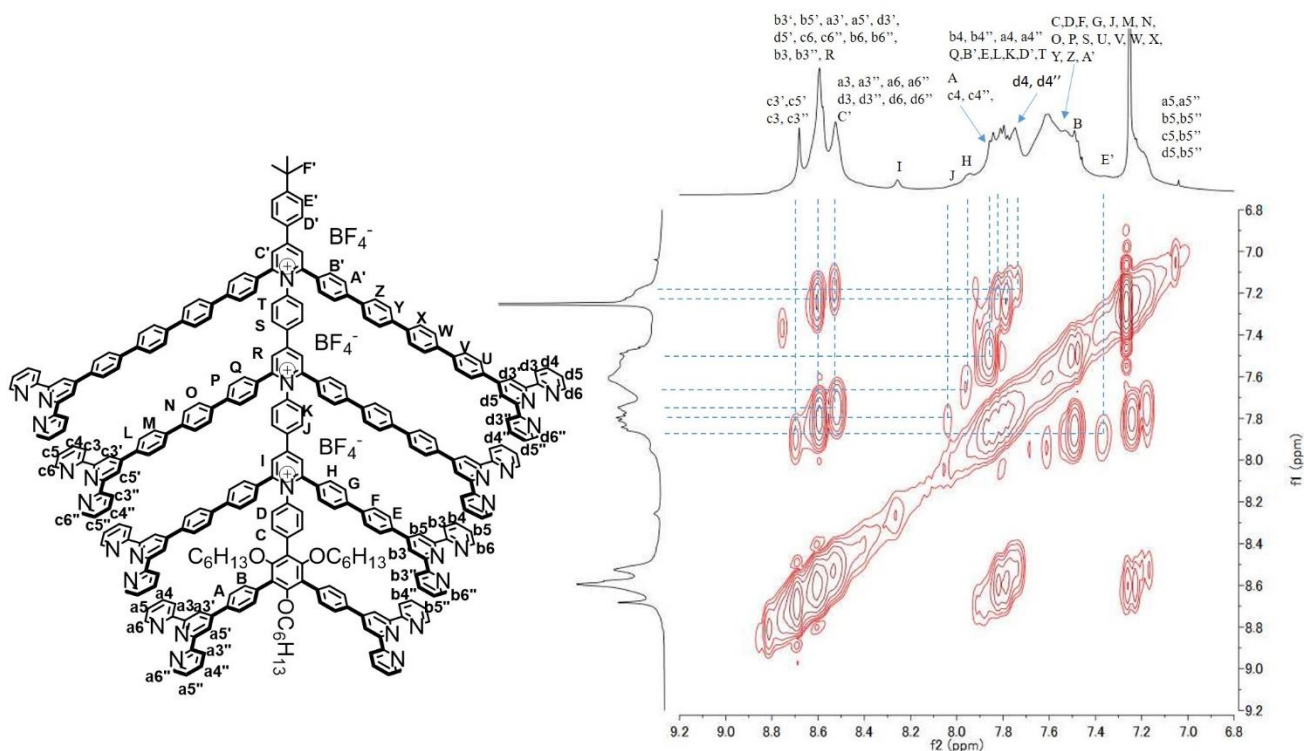 b3‘, b5’, a3’, a5’, d3’,
d5’, c6, c6’’, b6, b6’’,
b3, b3’’, R
c3’,c5’
c3, c3’’
a3, a3’’, a6, a6’’
d3, d3’’, d6, d6’’
C’
I
J
H
b4, b4’’, a4, a4’’
Q,B’,E,L,K,D’,T
A
c4, c4’’,
d4, d4’’
C,D,F, G, J, M, N,
O, P, S, U, V, W, X,
Y, Z, A’
B
E’
a5,a5’’
b5,b5’’
c5,b5’’
d5,b5’’
F'
E'
D'
BF4-
C'
N
+
B'
A'
Z
Y
X
W
V
U
T
S
d3'
d3
d4
d5
d6
d5'
d3''
d4''
d5''
d6''
N
N
N
BF4-
R
N
+
Q
P
O
N
M
L
K
J
c4
c3
c3'
c5
c6
c5'
c3''
c4''
c5''
c6''
N
N
N
BF4-
I
N
+
H
G
F
E
D
C
b5'
b3
b4
b5
b6
b3'
b3''
b4''
b5''
b6''
N
N
N
C6H13O
OC6H13
OC6H13
B
A
a4
a3
a3'
a5
a6
a5'
a3''
a4''
a5''
a6''
N
N
N
6.8
7.0
7.2
7.4
7.6
7.8
8.0
8.2
8.4
8.6
8.8
9.0
9.2
f1 (ppm)
9.2 9.0 8.8 8.6 8.4 8.2 8.0 7.8 7.6 7.4 7.2 7.0 6.8
f2 (ppm)